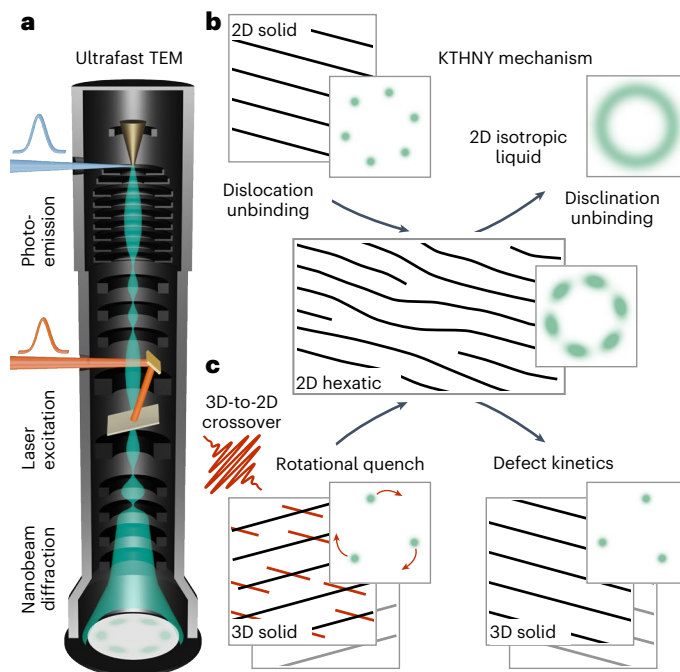 a
Ultrafast TEM
Photo-
emission
Laser
excitation
Nanobeam
diffraction
b
2D solid
KTHNY mechanism
2D isotropic
liquid
Dislocation
unbinding
Disclination
unbinding
2D hexatic
c
3D-to-2D
crossover
Rotational quench
Defect kinetics
3D solid
3D solid